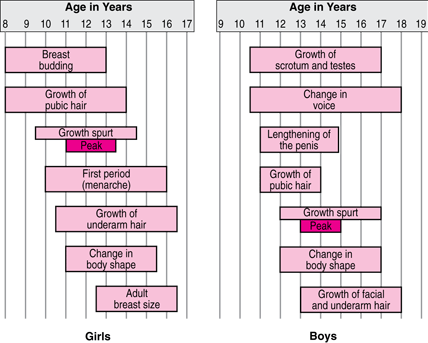 Age in Years
8 9 10 11 12 13 14 15 16 17
Breast
budding
Growth of
pubic hair
Growth spurt
Peak
First period
(menarche)
Growth of
underarm hair
Change in
body shape
Adult
breast size
Girls
Age in Years
9 10 11 12 13 14 15 16 17 18 19
Growth of
scrotum and testes
Change in
voice
Lengthening of
the penis
Growth of
pubic hair
Growth spurt
Peak
Change in
body shape
Growth of facial
and underarm hair
Boys